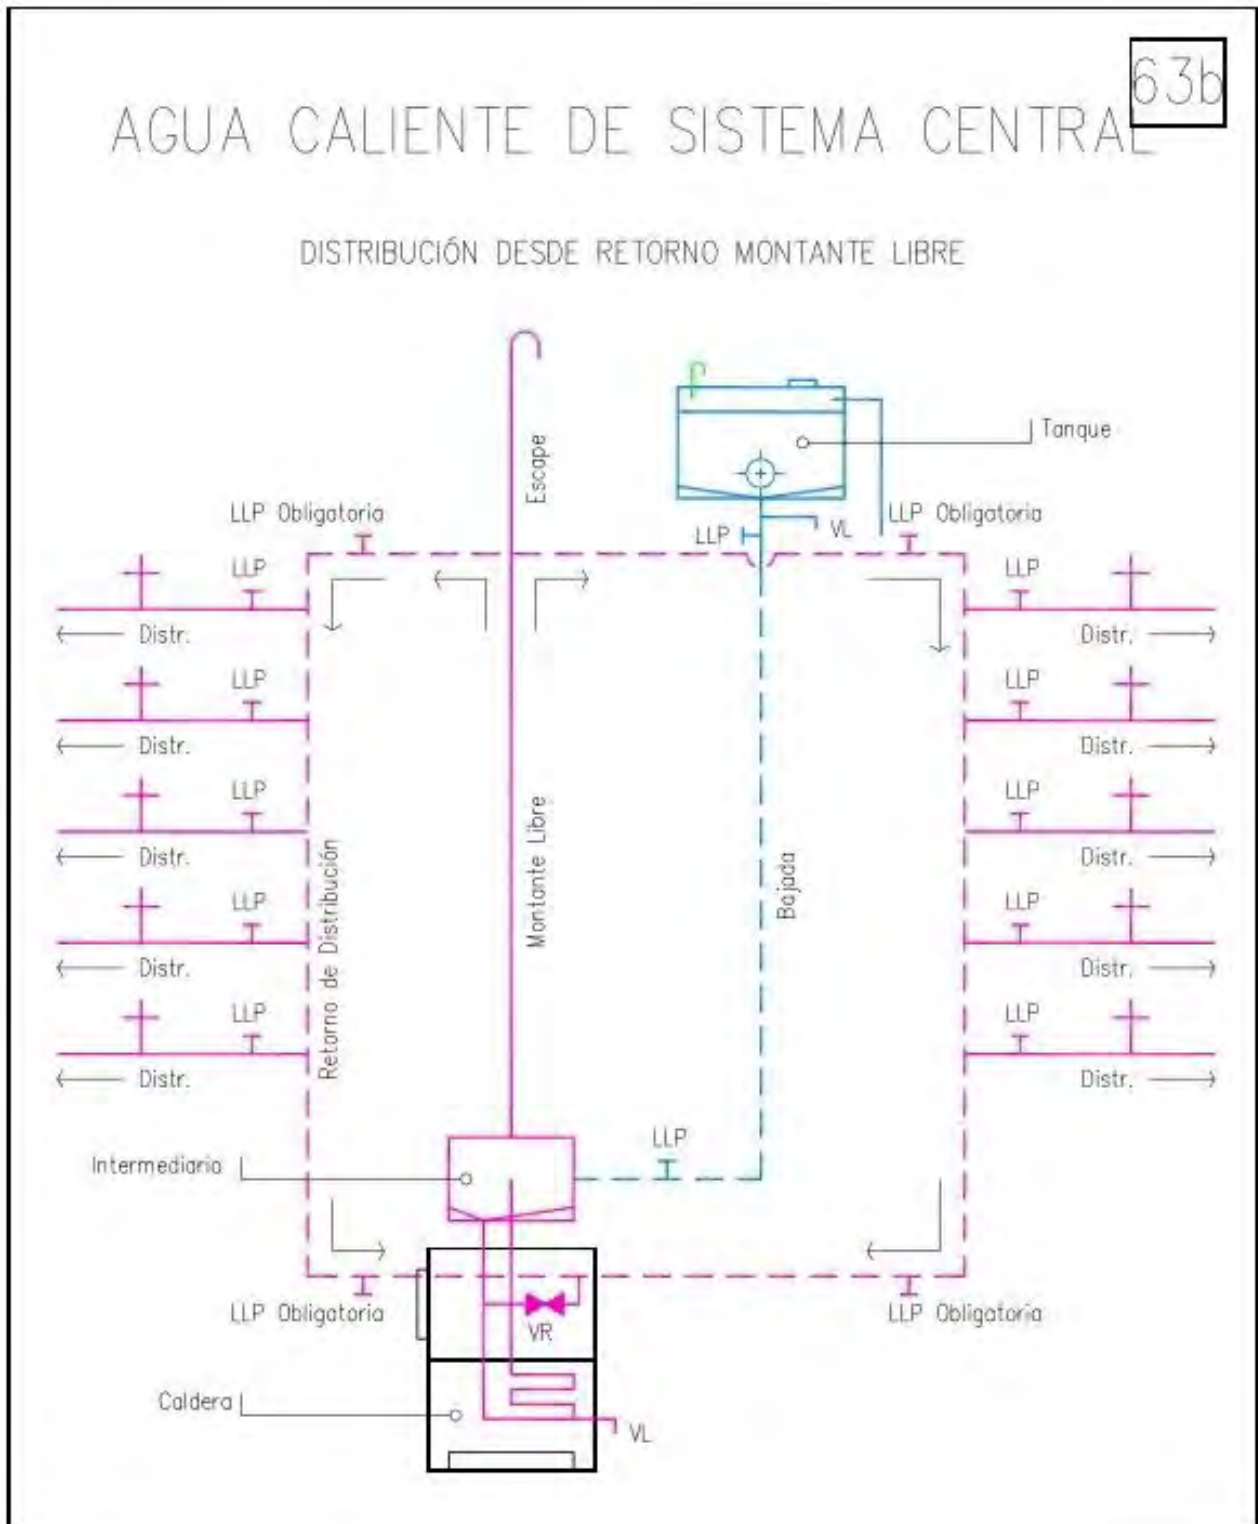 63b
AGUA CALIENTE DE SISTEMA CENTRAL
DISTRIBUCIÓN DESDE RETORNO MONTANTE LIBRE
Escape
Tanque
LLP Obligatoria
LLP
VL
LLP Obligatoria
LLP
LLP
Distr.
Distr.
LLP
LLP
Distr.
Distr.
LLP
LLP
Distr.
Distr.
Retorno de Distribución
Montante Libre
Bajada
LLP
LLP
Distr.
Distr.
LLP
LLP
Distr.
Distr.
LLP
Intermediario
LLP Obligatoria
VR
LLP Obligatoria
Caldera
VL